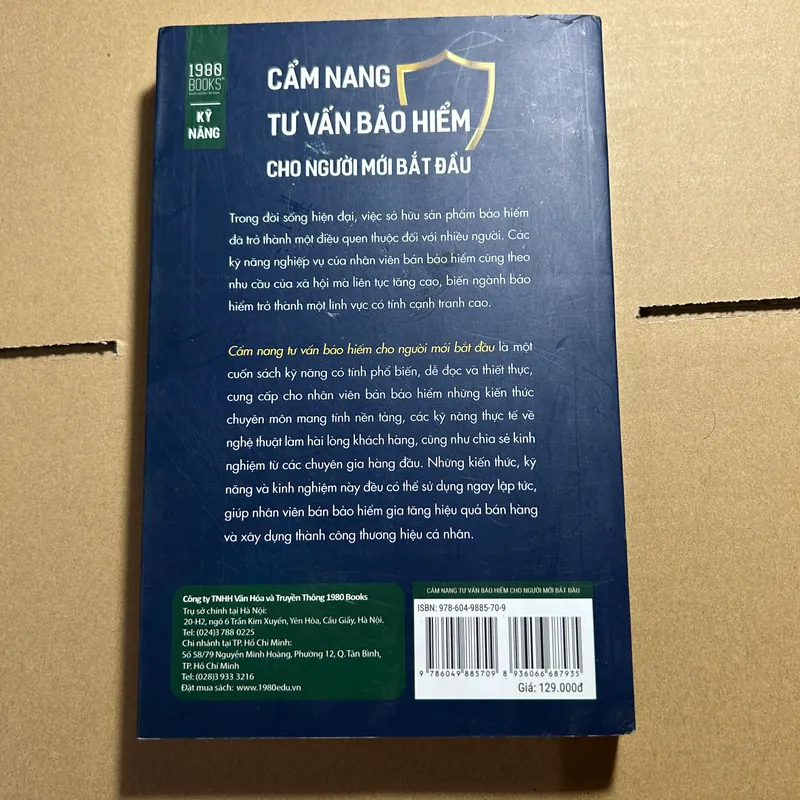 1980
BOOKS
KỸ
NĂNG
CẨM NANG
TƯ VẤN BẢO HIỂM
CHO NGƯỜI MỚI BẮT ĐẦU
Trong đời sống hiện đại, việc sở hữu sản phẩm bảo hiểm
đã trở thành một điều quen thuộc đối với nhiều người. Các
kỹ năng nghiệp vụ của nhân viên bán bảo hiểm cũng theo
nhu cầu của xã hội mà liên tục tăng cao, biến ngành bảo
hiểm trở thành một lĩnh vực có tính cạnh tranh cao.
Cẩm nang tư vấn bảo hiểm cho người mới bắt đầu là một
cuốn sách kỹ năng có tính phổ biến, dễ đọc và thiết thực,
cung cấp cho nhân viên bán bảo hiểm những kiến thức
chuyên môn mang tính nền tảng, các kỹ năng thực tế về
nghệ thuật làm hài lòng khách hàng, cũng như chia sẻ kinh
nghiệm từ các chuyên gia hàng đầu. Những kiến thức, kỹ
năng và kinh nghiệm này đều có thể sử dụng ngay lập tức,
giúp nhân viên bán bảo hiểm gia tăng hiệu quả bán hàng
và xây dựng thành công thương hiệu cá nhân.
Công ty TNHH Văn Hóa và Truyền Thông 1980 Books
Trụ sở chính tại Hà Nội:
20-H2, ngõ 6 Trần Kim Xuyến, Yên Hòa, Cầu Giấy, Hà Nội.
Tel: (024)3 788 0225
Chi nhánh tại TP. Hồ Chí Minh:
Số 58/79 Nguyễn Minh Hoàng, Phường 12, Q.Tân Bình,
TP. Hồ Chí Minh
Tel: (028)3 933 3216
Đặt mua sách: www.1980edu.vn
CẨM NANG TƯ VẤN BẢO HIỂM CHO NGƯỜI MỚI BẮT ĐẦU
ISBN: 978-604-9885-70-9
9 786049 885709 8 936066 687935
Giá: 129.000đ